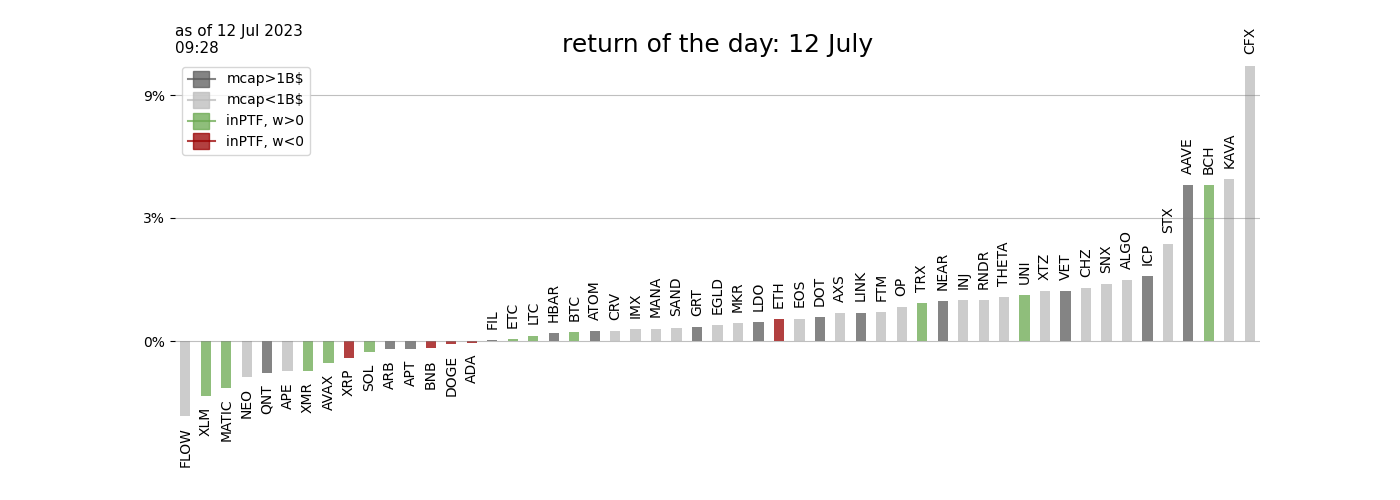 as of 12 Jul 2023
09:28
return of the day: 12 July
mcap>1B$
mcap<1B$
inPTF, w>0
inPTF, w<0
9%
3%
0%
FLOW
XLM
MATIC
NEO
QNT
APE
XMR
AVAX
XRP
SOL
ARB
APT
BNB
DOGE
ADA
FIL
ETC
LTC
HBAR
BTC
ATOM
CRV
IMX
MANA
SAND
GRT
EGLD
MKR
LDO
ETH
EOS
DOT
AXS
LINK
FTM
OP
TRX
NEAR
INJ
RNDR
THETA
UNI
XTZ
VET
CHZ
SNX
ALGO
ICP
STX
AAVE
BCH
KAVA
CFX